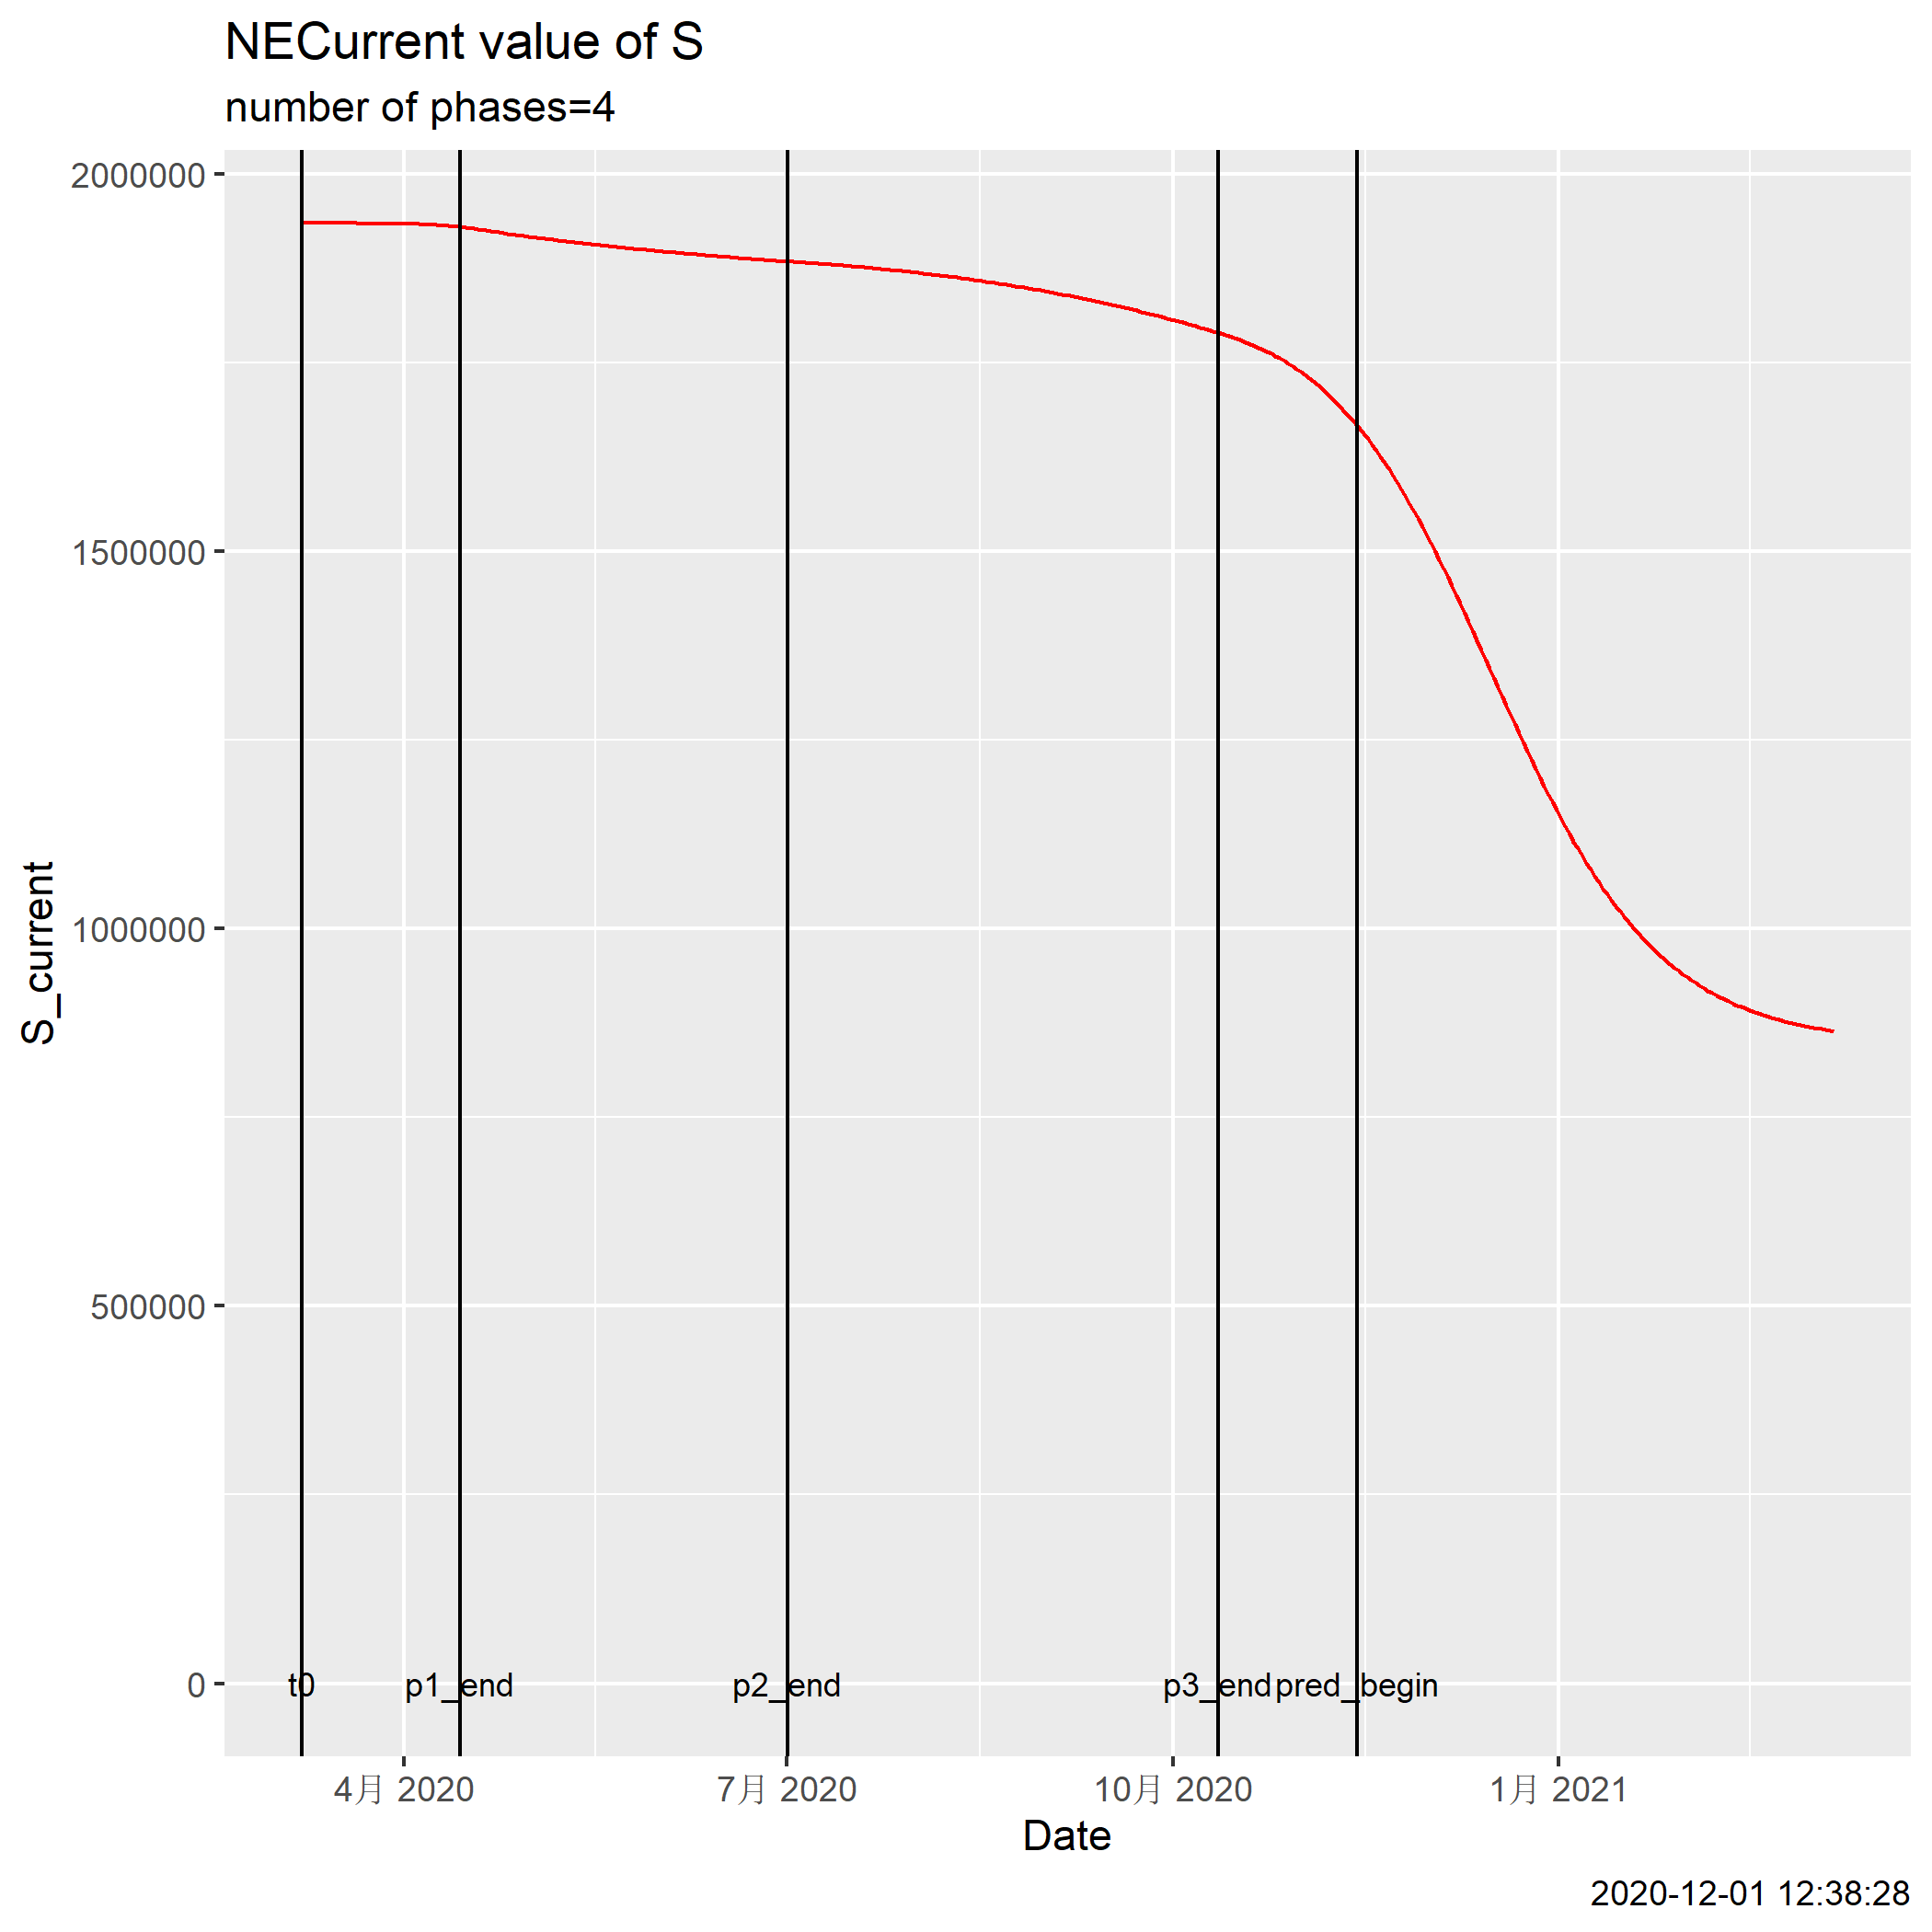 NECurrent value of S
number of phases=4
S_current
2000000
1500000
1000000
500000
0
t0 p1_end p2_end p3_end pred_begin
4月 2020 7月 2020 10月 2020 1月 2021
Date
2020-12-01 12:38:28